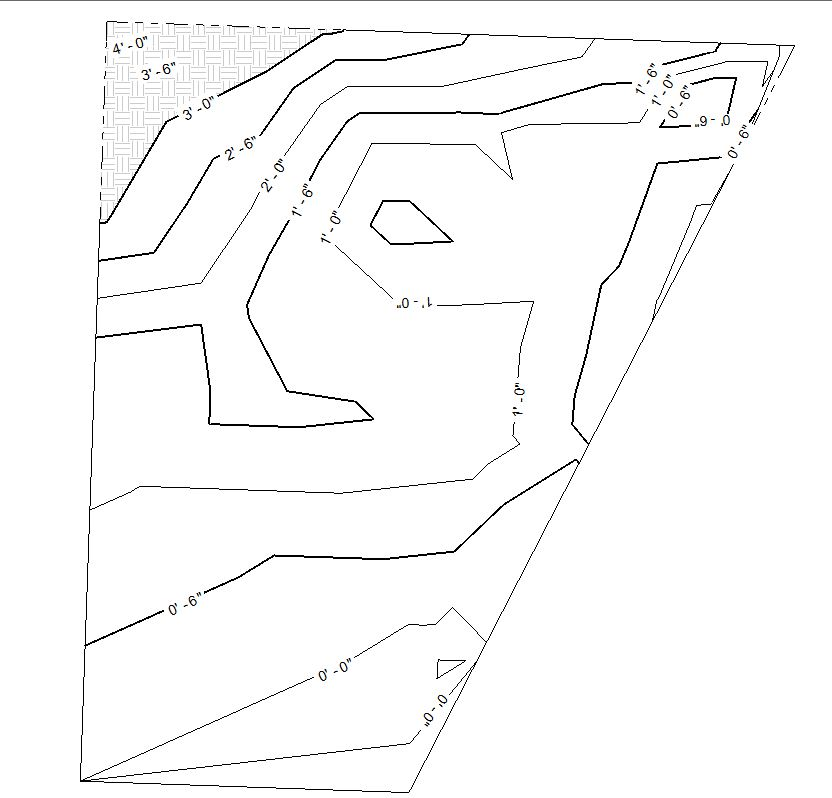 4' - 0"
3' - 6"
3' - 0"
2' - 6"
2' - 0"
1' - 6"
1' - 0"
1' - 6"
1' - 0"
0' - 6"
0' - 6"
0' - 6"
1' - 0"
1' - 0"
0' - 6"
0' - 0"
0' - 0"